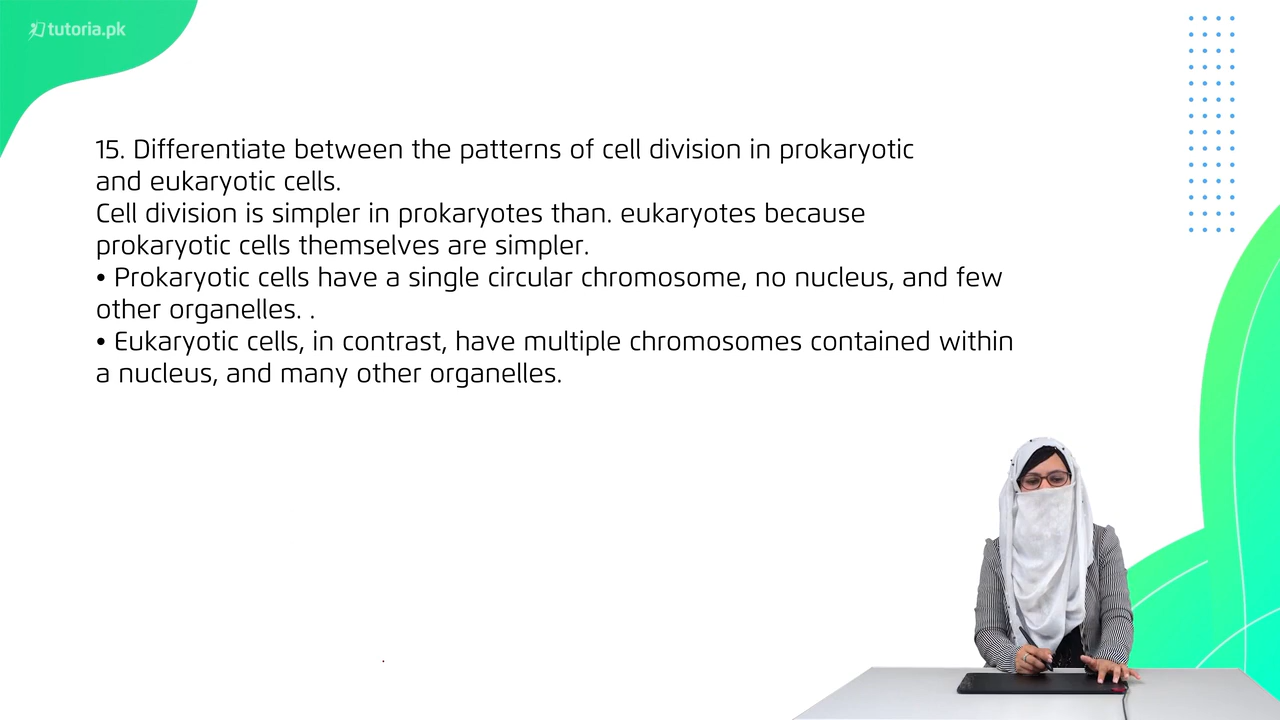 tutoria.pk
15. Differentiate between the patterns of cell division in prokaryotic
and eukaryotic cells.
Cell division is simpler in prokaryotes than. eukaryotes because
prokaryotic cells themselves are simpler.
• Prokaryotic cells have a single circular chromosome, no nucleus, and few
other organelles. .
• Eukaryotic cells, in contrast, have multiple chromosomes contained within
a nucleus, and many other organelles.